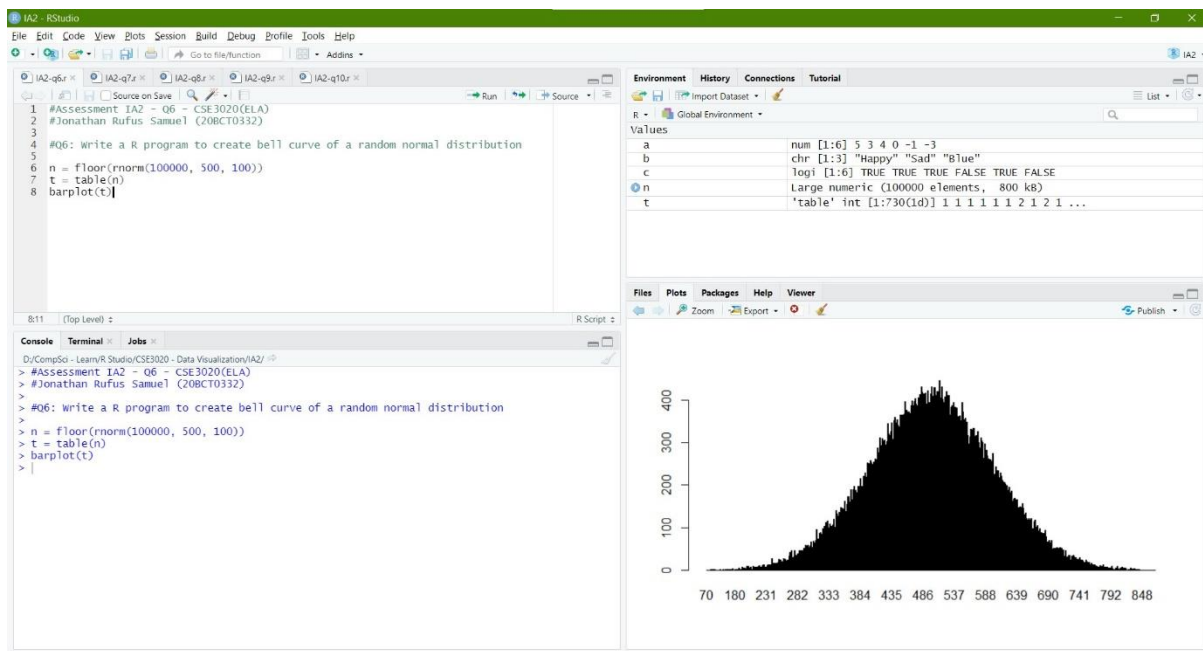 IA2 - RStudio
File Edit Code View Plots Session Build Debug Profile Tools Help
Go to file/function Addins IA2
IA2-q6.r IA2-q7.r IA2-q8.r IA2-q9.r IA2-q10.r
Source on Save Run Source
1 #Assessment IA2 - Q6 - CSE3020(ELA)
2 #Jonathan Rufus Samuel (20BCT0332)
3
4 #Q6: Write a R program to create bell curve of a random normal distribution
5
6 n = floor(rnorm(100000, 500, 100))
7 t = table(n)
8 barplot(t)
8:11 (Top Level) R Script
Console Terminal Jobs
D:/CompSci - Learn/R Studio/CSE3020 - Data Visualization/IA2/
> #Assessment IA2 - Q6 - CSE3020(ELA)
> #Jonathan Rufus Samuel (20BCT0332)
>
> #Q6: Write a R program to create bell curve of a random normal distribution
>
> n = floor(rnorm(100000, 500, 100))
> t = table(n)
> barplot(t)
>
Environment History Connections Tutorial
Import Dataset List
R Global Environment
Values
a num [1:6] 5 3 4 0 -1 -3
b chr [1:3] "Happy" "Sad" "Blue"
c logi [1:6] TRUE TRUE TRUE FALSE TRUE FALSE
n Large numeric (100000 elements, 800 kB)
t 'table' int [1:730(1d)] 1 1 1 1 1 1 2 1 2 1 ...
Files Plots Packages Help Viewer
Zoom Export Publish
400
300
200
100
0
70 180 231 282 333 384 435 486 537 588 639 690 741 792 848